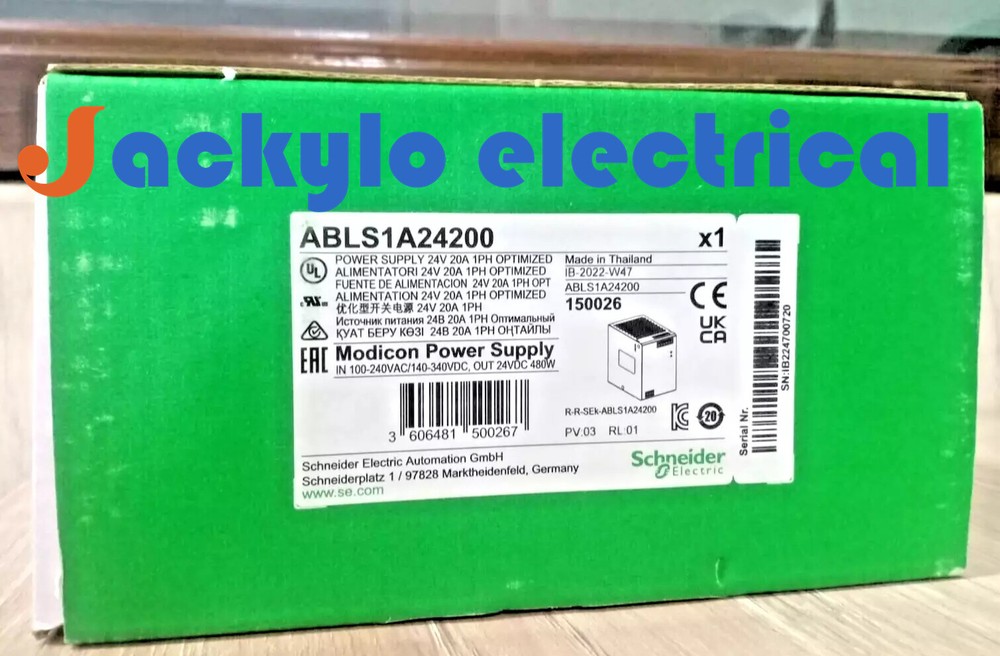 Jackylo electrical
ABLS1A24200 x1
POWER SUPPLY 24V 20A 1PH OPTIMIZED
ALIMENTATORI 24V 20A 1PH OPTIMIZED
FUENTE DE ALIMENTACION 24V 20A 1PH OPT
ALIMENTATION 24V 20A 1PH OPTIMIZED
优化型开关电源 24V 20A 1PH
Источник питания 24В 20А 1PH Оптимальный
ҚУАТ БЕРУ КӨЗІ 24В 20А 1PH ОҢТАЙЛЫ
UL
EAC
Modicon Power Supply
IN 100-240VAC/140-340VDC, OUT 24VDC 480W
Made in Thailand
IB-2022-W47
ABLS1A24200
150026
CE
UK
CA
R-R-SEk-ABLS1A24200
PV:03 RL:01
20
3 606481 500267
Schneider Electric Automation GmbH
Schneiderplatz 1 / 97828 Marktheidenfeld, Germany
www.se.com
Schneider
Electric
Serial Nr.
SN:IB224700720